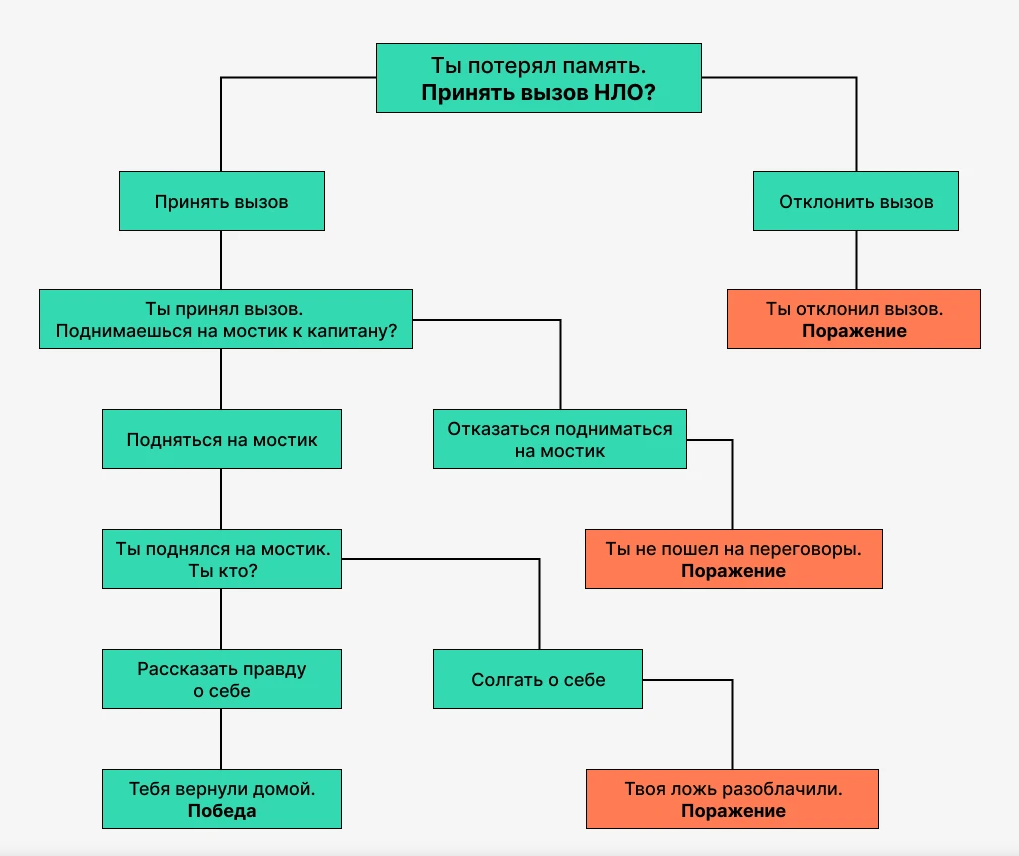 Ты потерял память.
Принять вызов НЛО?
Принять вызов
Отклонить вызов
Ты принял вызов.
Поднимаешься на мостик к капитану?
Ты отклонил вызов.
Поражение
Подняться на мостик
Отказаться подниматься
на мостик
Ты поднялся на мостик.
Ты кто?
Ты не пошел на переговоры.
Поражение
Рассказать правду
о себе
Солгать о себе
Тебя вернули домой.
Победа
Твоя ложь разоблачили.
Поражение